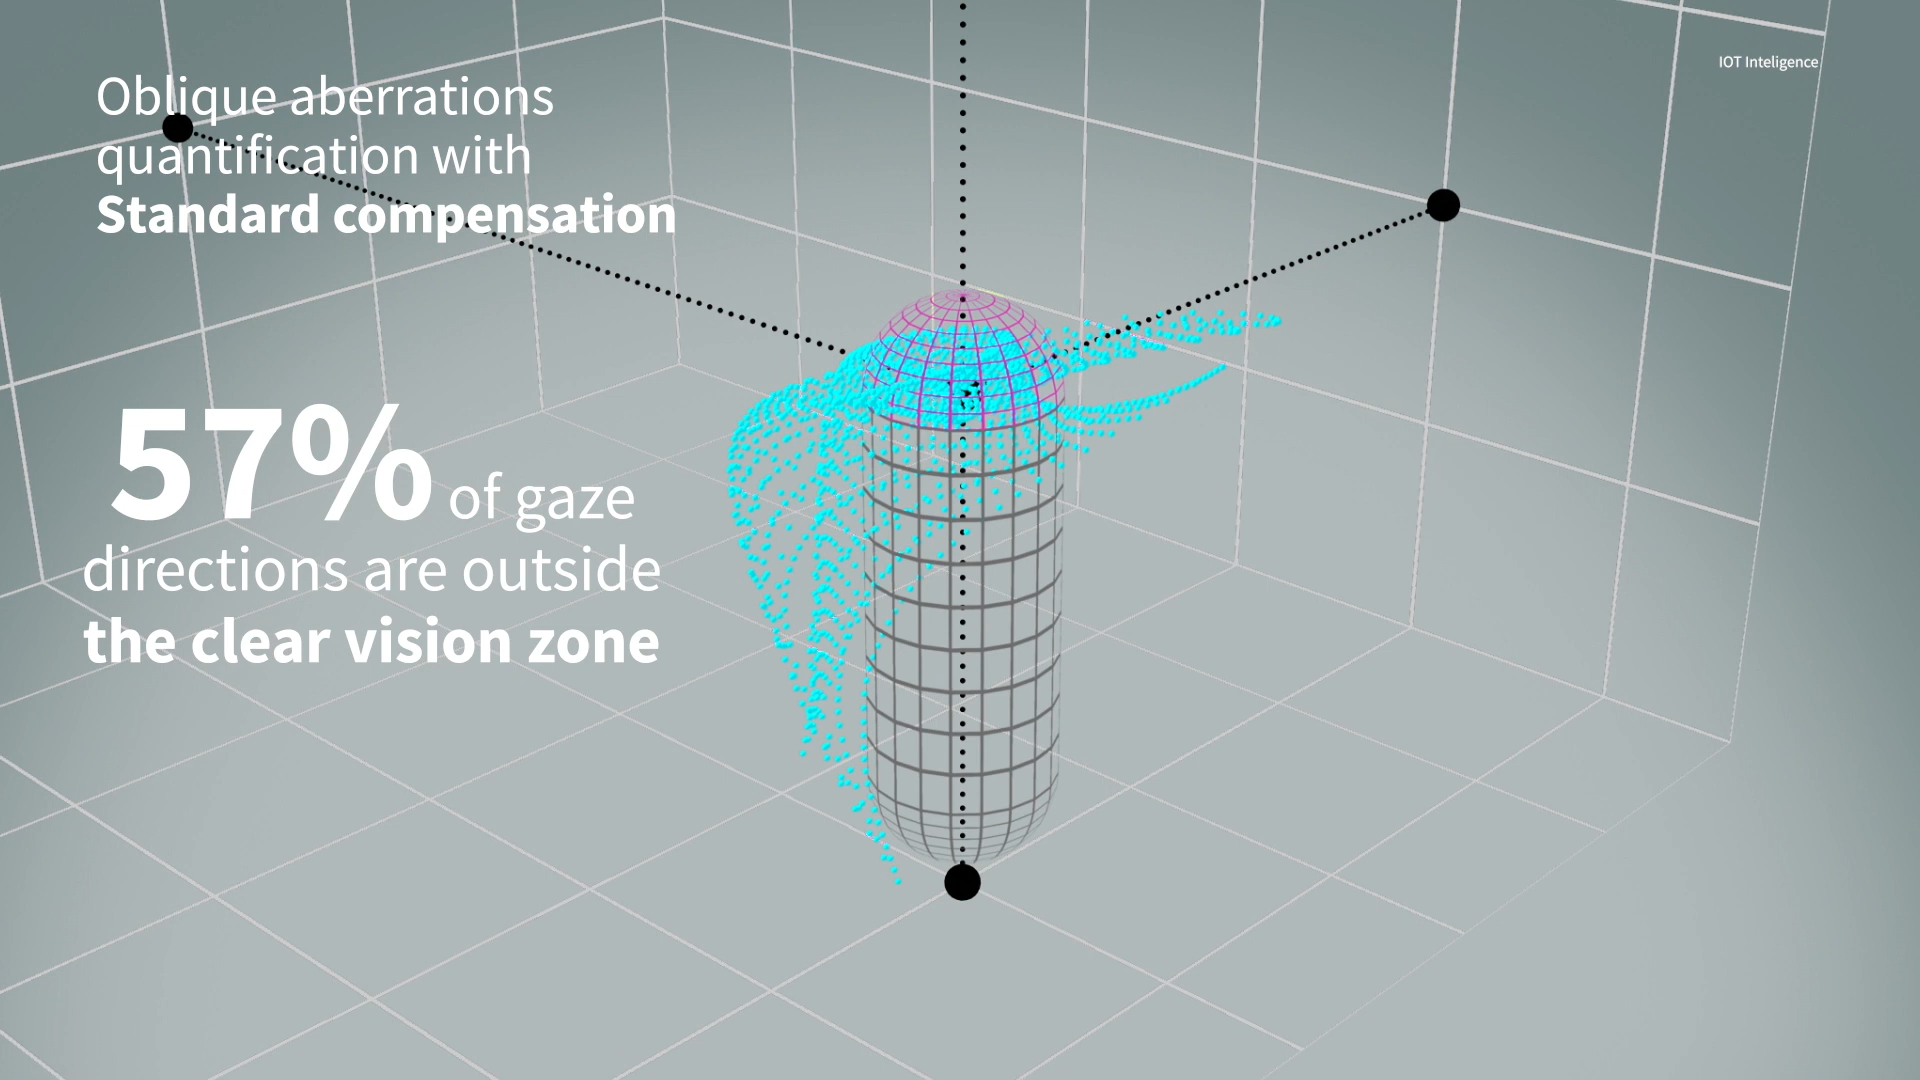 IOT Inteligence
Oblique aberrations
quantification with
Standard compensation
57% of gaze
directions are outside
the clear vision zone